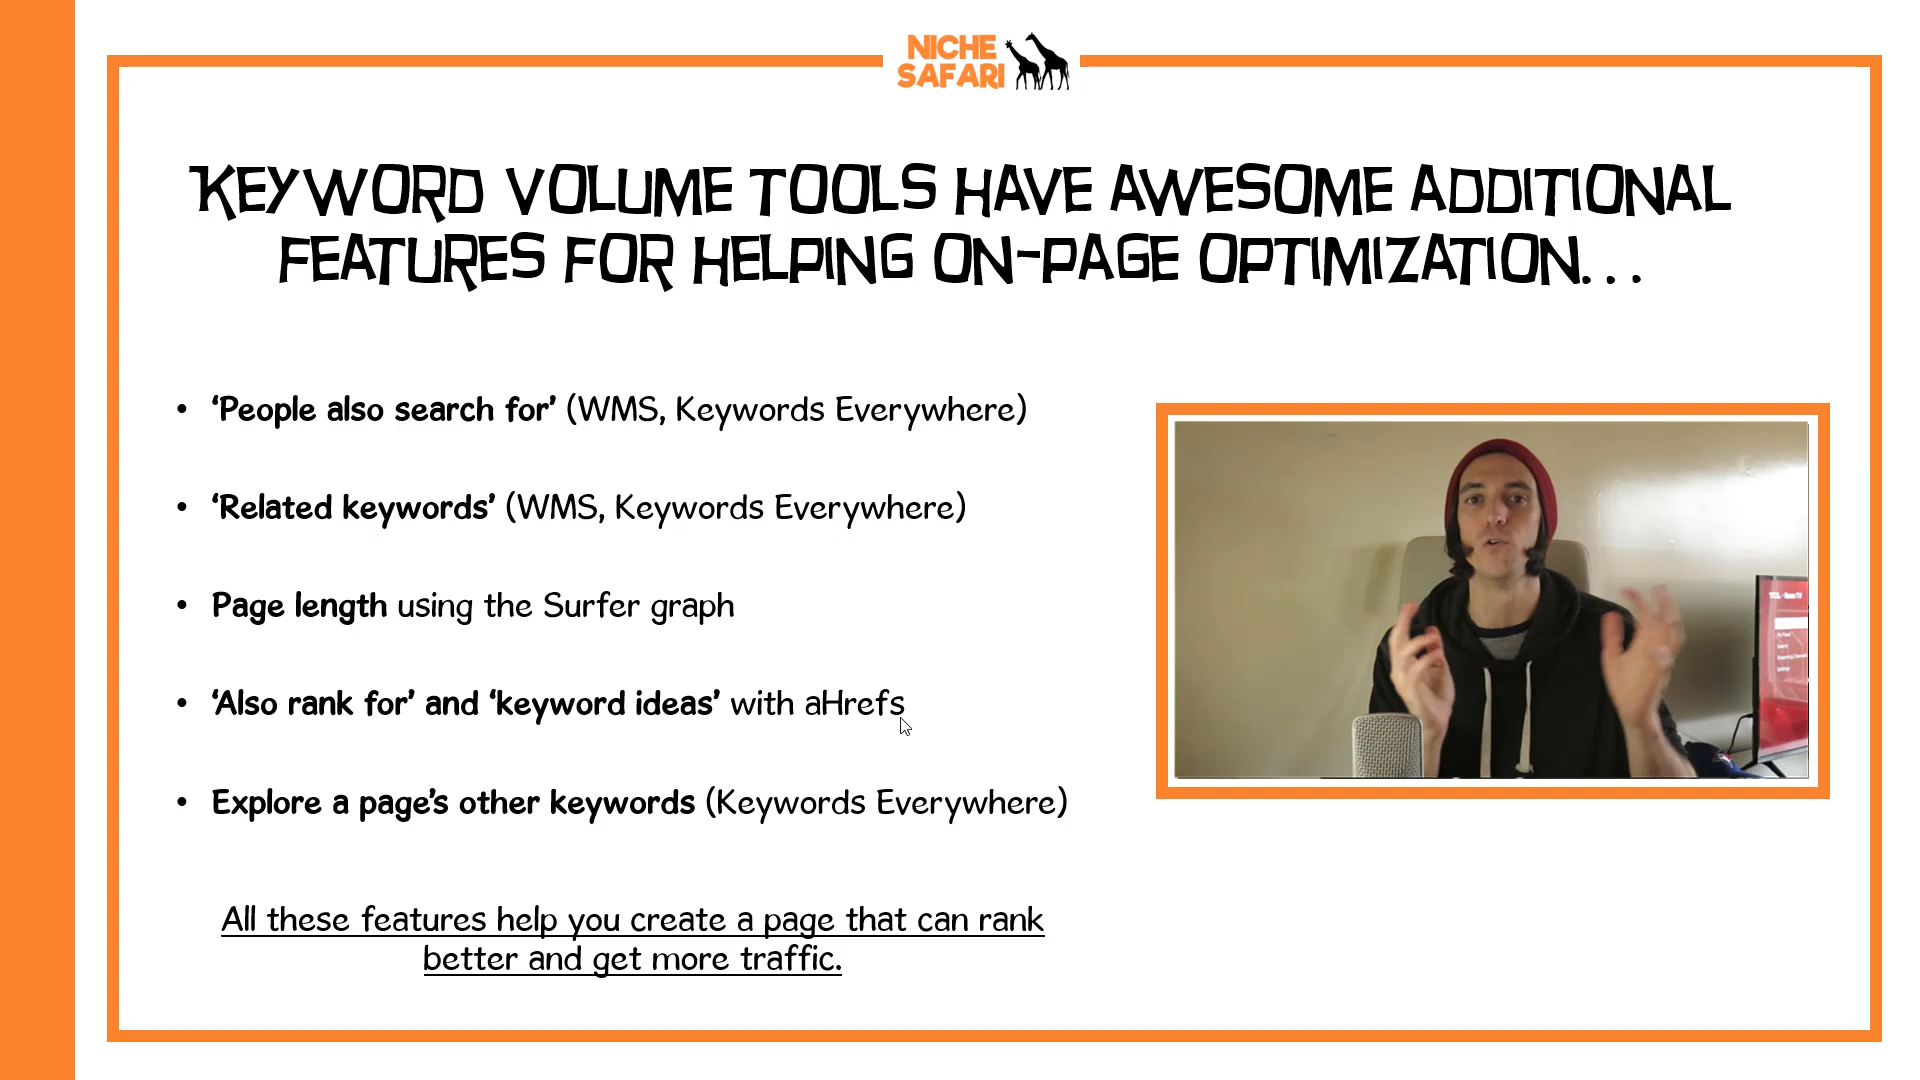 NICHE
SAFARI
KEYWORD VOLUME TOOLS HAVE AWESOME ADDITIONAL
FEATURES FOR HELPING ON-PAGE OPTIMIZATION...
• ‘People also search for’ (WMS, Keywords Everywhere)
• ‘Related keywords’ (WMS, Keywords Everywhere)
• Page length using the Surfer graph
• ‘Also rank for’ and ‘keyword ideas’ with aHrefs
• Explore a page’s other keywords (Keywords Everywhere)
All these features help you create a page that can rank
better and get more traffic.